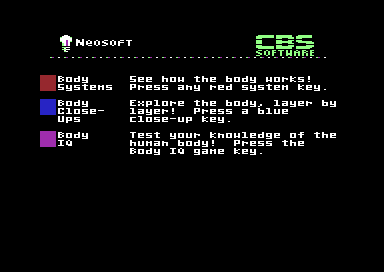 Neosoft
CBS
SOFTWARE
Body Systems
See how the body works!
Press any red system key.
Body Close-Ups
Explore the body, layer by
layer! Press a blue
close-up key.
Body IQ
Test your knowledge of the
human body! Press the
Body IQ game key.